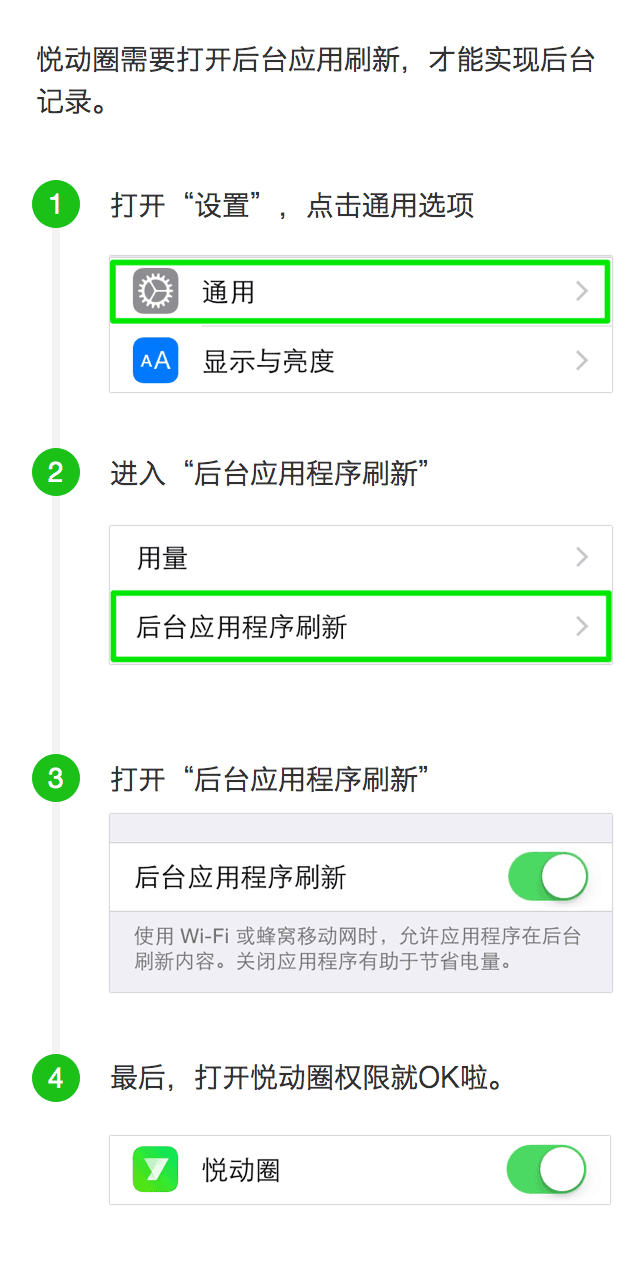 悦动圈需要打开后台应用刷新，才能实现后台
记录。
1
打开“设置”，点击通用选项
通用
AA
显示与亮度
2
进入“后台应用程序刷新”
用量
后台应用程序刷新
3
打开“后台应用程序刷新”
后台应用程序刷新
使用 Wi-Fi 或蜂窝移动网时，允许应用程序在后台
刷新内容。关闭应用程序有助于节省电量。
4
最后，打开悦动圈权限就OK啦。
悦动圈